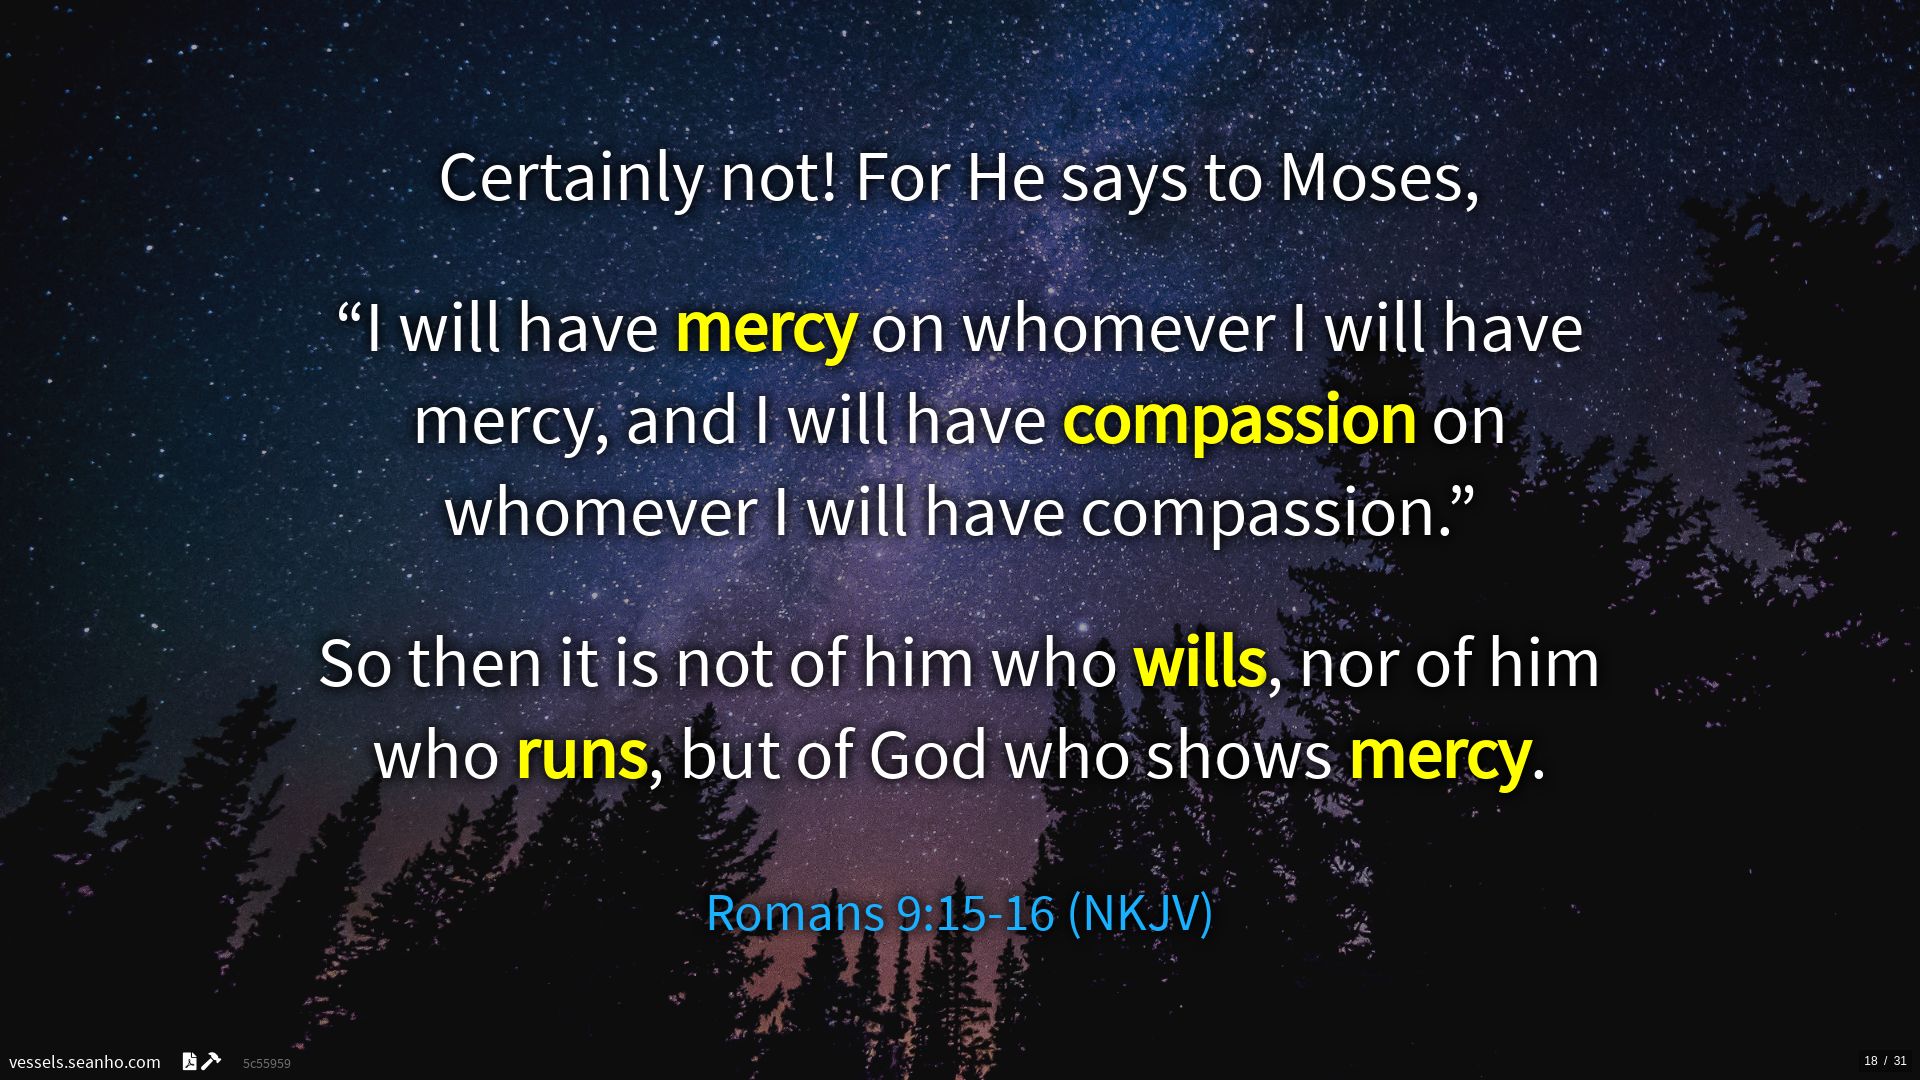 Certainly not! For He says to Moses,
“I will have mercy on whomever I will have
mercy, and I will have compassion on
whomever I will have compassion.”
So then it is not of him who wills, nor of him
who runs, but of God who shows mercy.
Romans 9:15-16 (NKJV)
vessels.seanho.com 5c55959
18 / 31